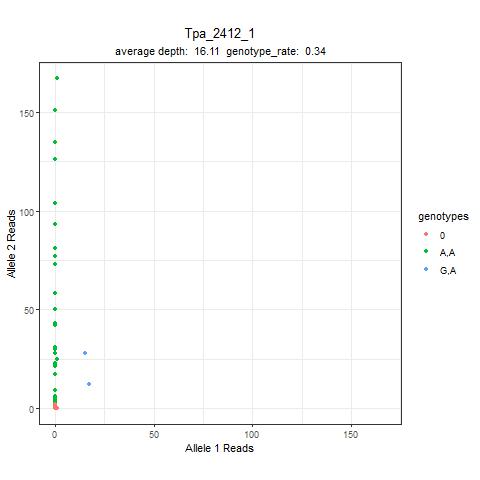 Tpa_2412_1
average depth:  16.11  genotype_rate:  0.34
Allele 2 Reads
150
100
50
0
0
50
100
150
Allele 1 Reads
genotypes
0
A,A
G,A